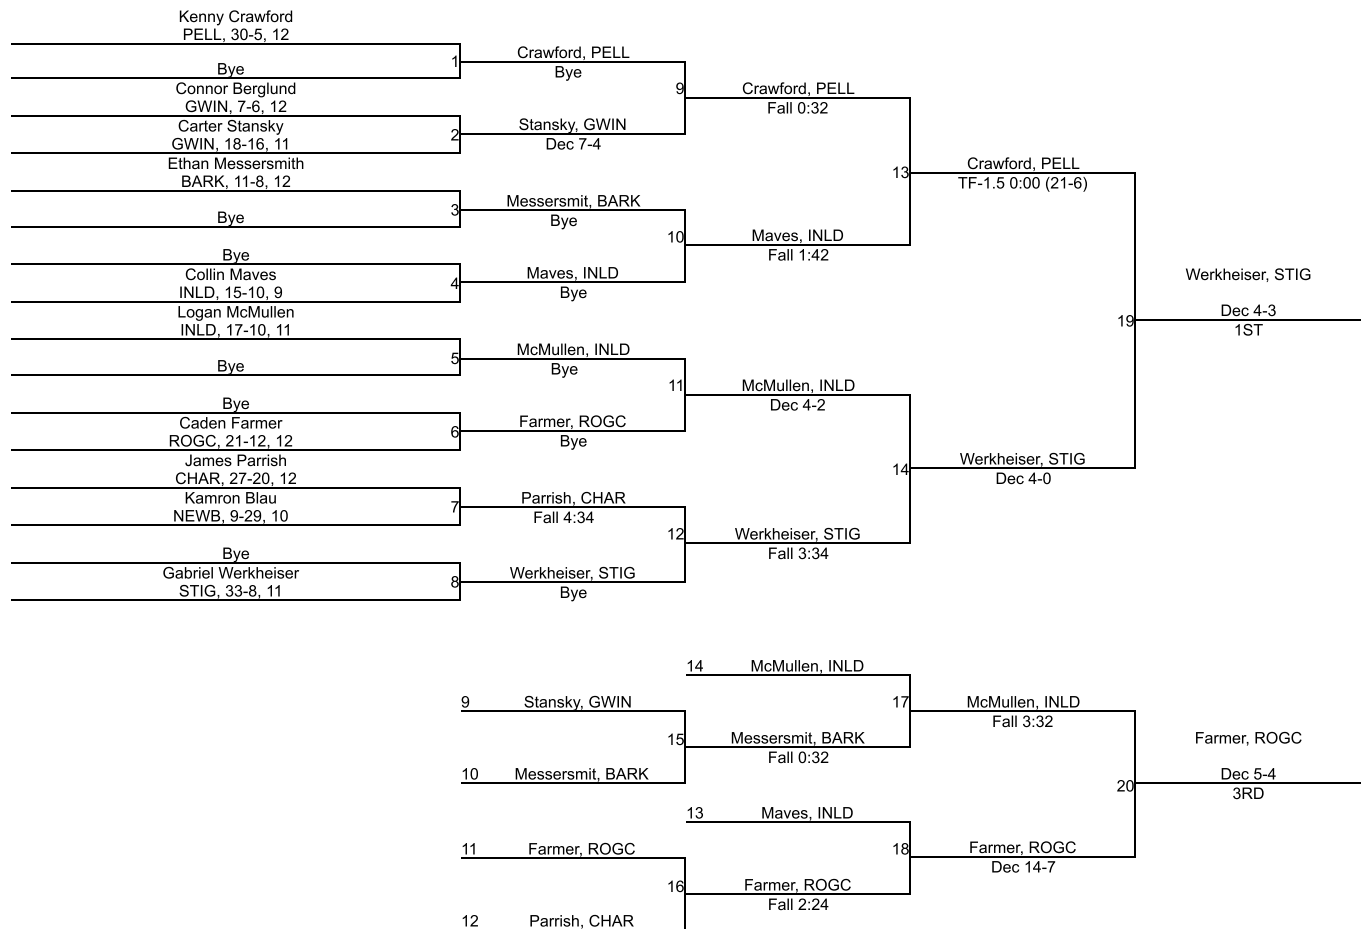 Kenny Crawford
PELL, 30-5, 12
Bye
1
Connor Berglund
GWIN, 7-6, 12
Carter Stansky
GWIN, 18-16, 11
2
Ethan Messersmith
BARK, 11-8, 12
Bye
3
Bye
Collin Maves
INLD, 15-10, 9
4
Logan McMullen
INLD, 17-10, 11
Bye
5
Bye
Caden Farmer
ROGC, 21-12, 12
6
James Parrish
CHAR, 27-20, 12
Kamron Blau
NEWB, 9-29, 10
7
Bye
Gabriel Werkheiser
STIG, 33-8, 11
8
Crawford, PELL
Bye
9
Stansky, GWIN
Dec 7-4
Messersmit, BARK
Bye
10
Maves, INLD
Bye
McMullen, INLD
Bye
11
Farmer, ROGC
Bye
Parrish, CHAR
Fall 4:34
12
Werkheiser, STIG
Bye
Crawford, PELL
Fall 0:32
13
Maves, INLD
Fall 1:42
McMullen, INLD
Dec 4-2
14
Werkheiser, STIG
Fall 3:34
Crawford, PELL
TF-1.5 0:00 (21-6)
19
Werkheiser, STIG
Dec 4-0
Werkheiser, STIG
Dec 4-3
1ST
14 McMullen, INLD
9 Stansky, GWIN
17
15
Messersmit, BARK
Fall 0:32
10 Messersmit, BARK
McMullen, INLD
Fall 3:32
13 Maves, INLD
11 Farmer, ROGC
18
16
Farmer, ROGC
Fall 2:24
12 Parrish, CHAR
Farmer, ROGC
Dec 14-7
20
Farmer, ROGC
Dec 5-4
3RD